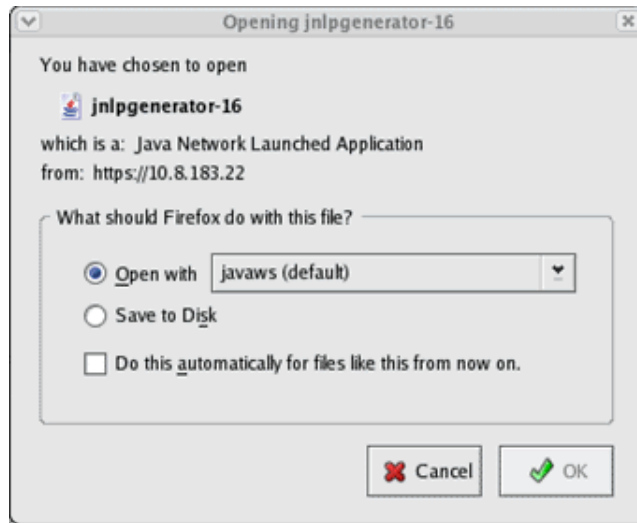 Opening jnlpgenerator-16
You have chosen to open
jnlpgenerator-16
which is a: Java Network Launched Application
from: https://10.8.183.22
What should Firefox do with this file?
Open with javaws (default)
Save to Disk
Do this automatically for files like this from now on.
Cancel OK